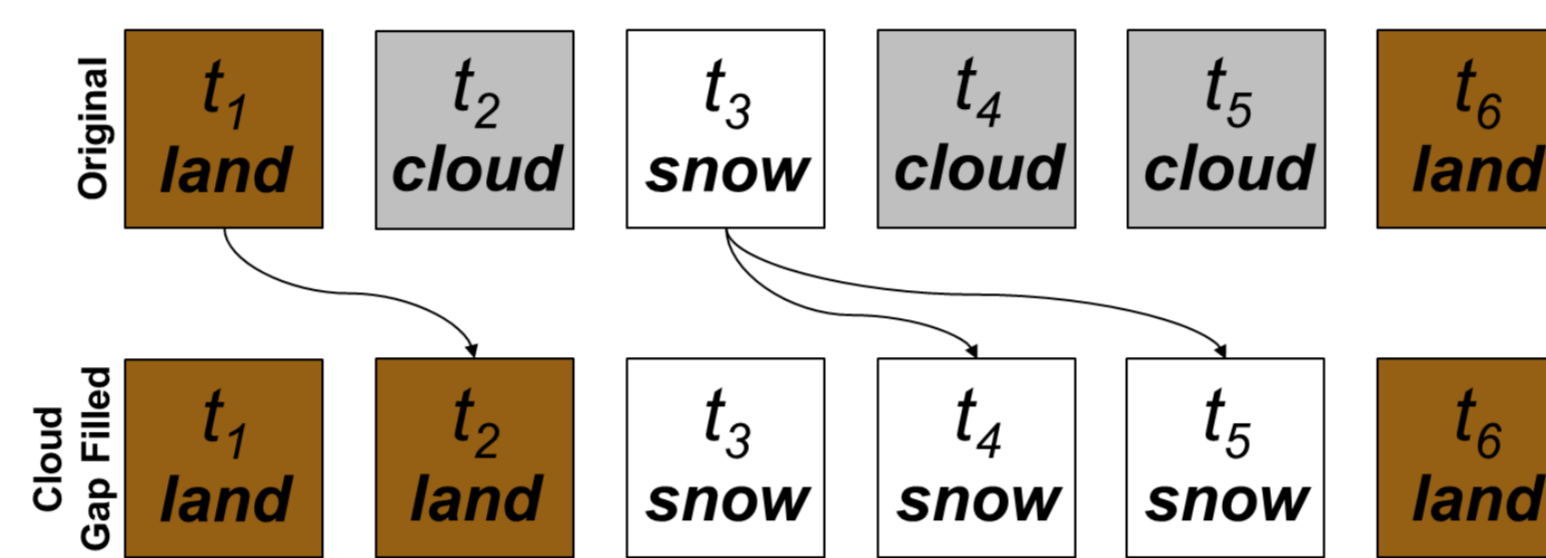 Original
t1
land
t2
cloud
t3
snow
t4
cloud
t5
cloud
t6
land
Cloud
Gap Filled
t1
land
t2
land
t3
snow
t4
snow
t5
snow
t6
land